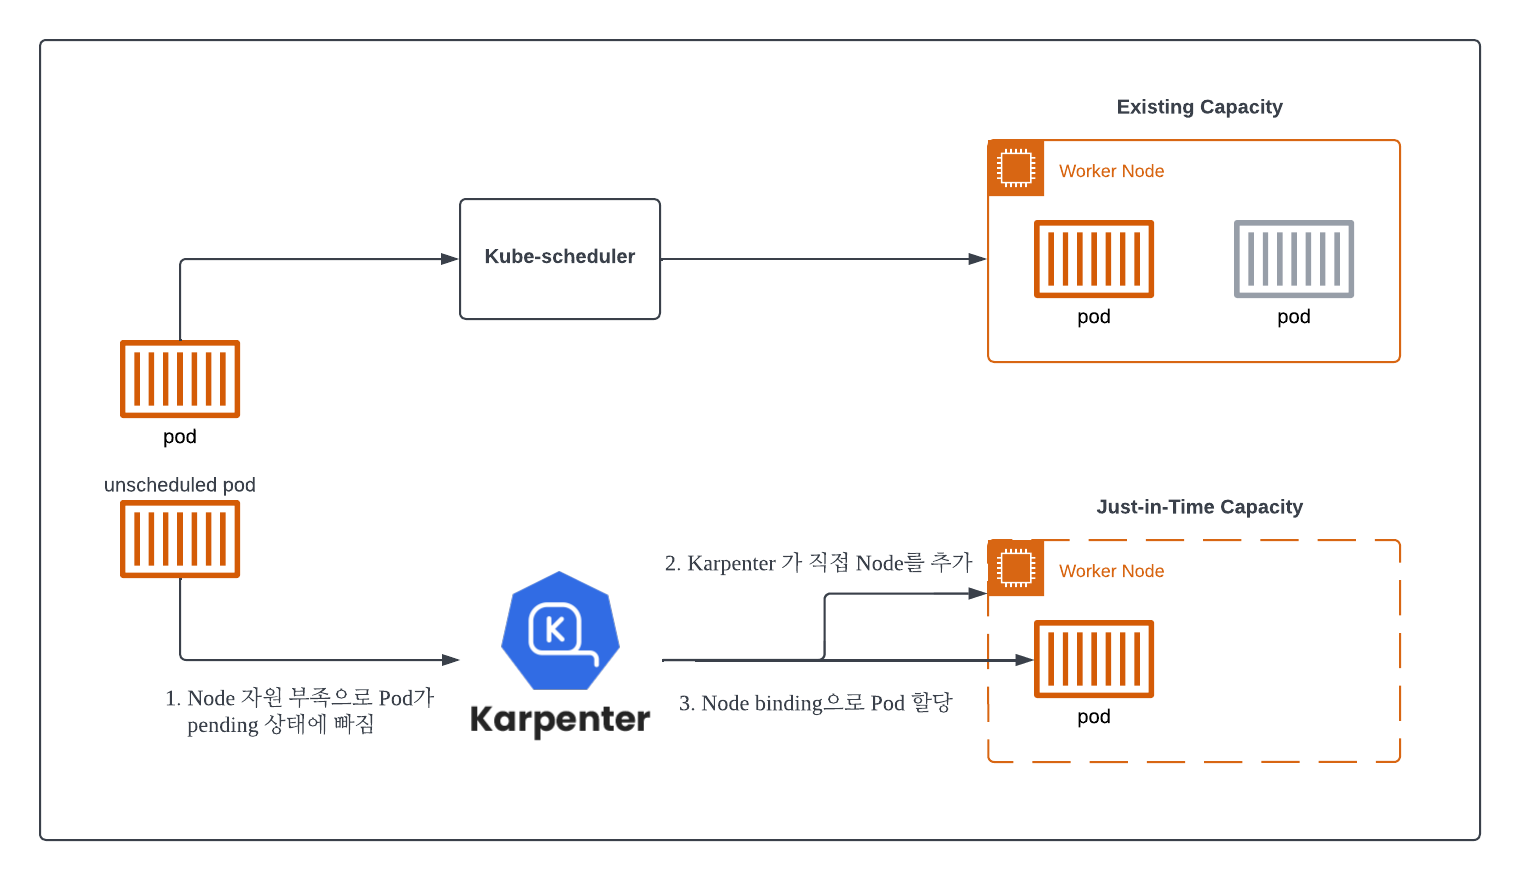 Existing Capacity
Worker Node
Kube-scheduler
pod
pod
pod
unscheduled pod
Just-in-Time Capacity
2. Karpenter 가 직접 Node를 추가
Worker Node
K
1. Node 자원 부족으로 Pod가
pending 상태에 빠짐
Karpenter
3. Node binding으로 Pod 할당
pod